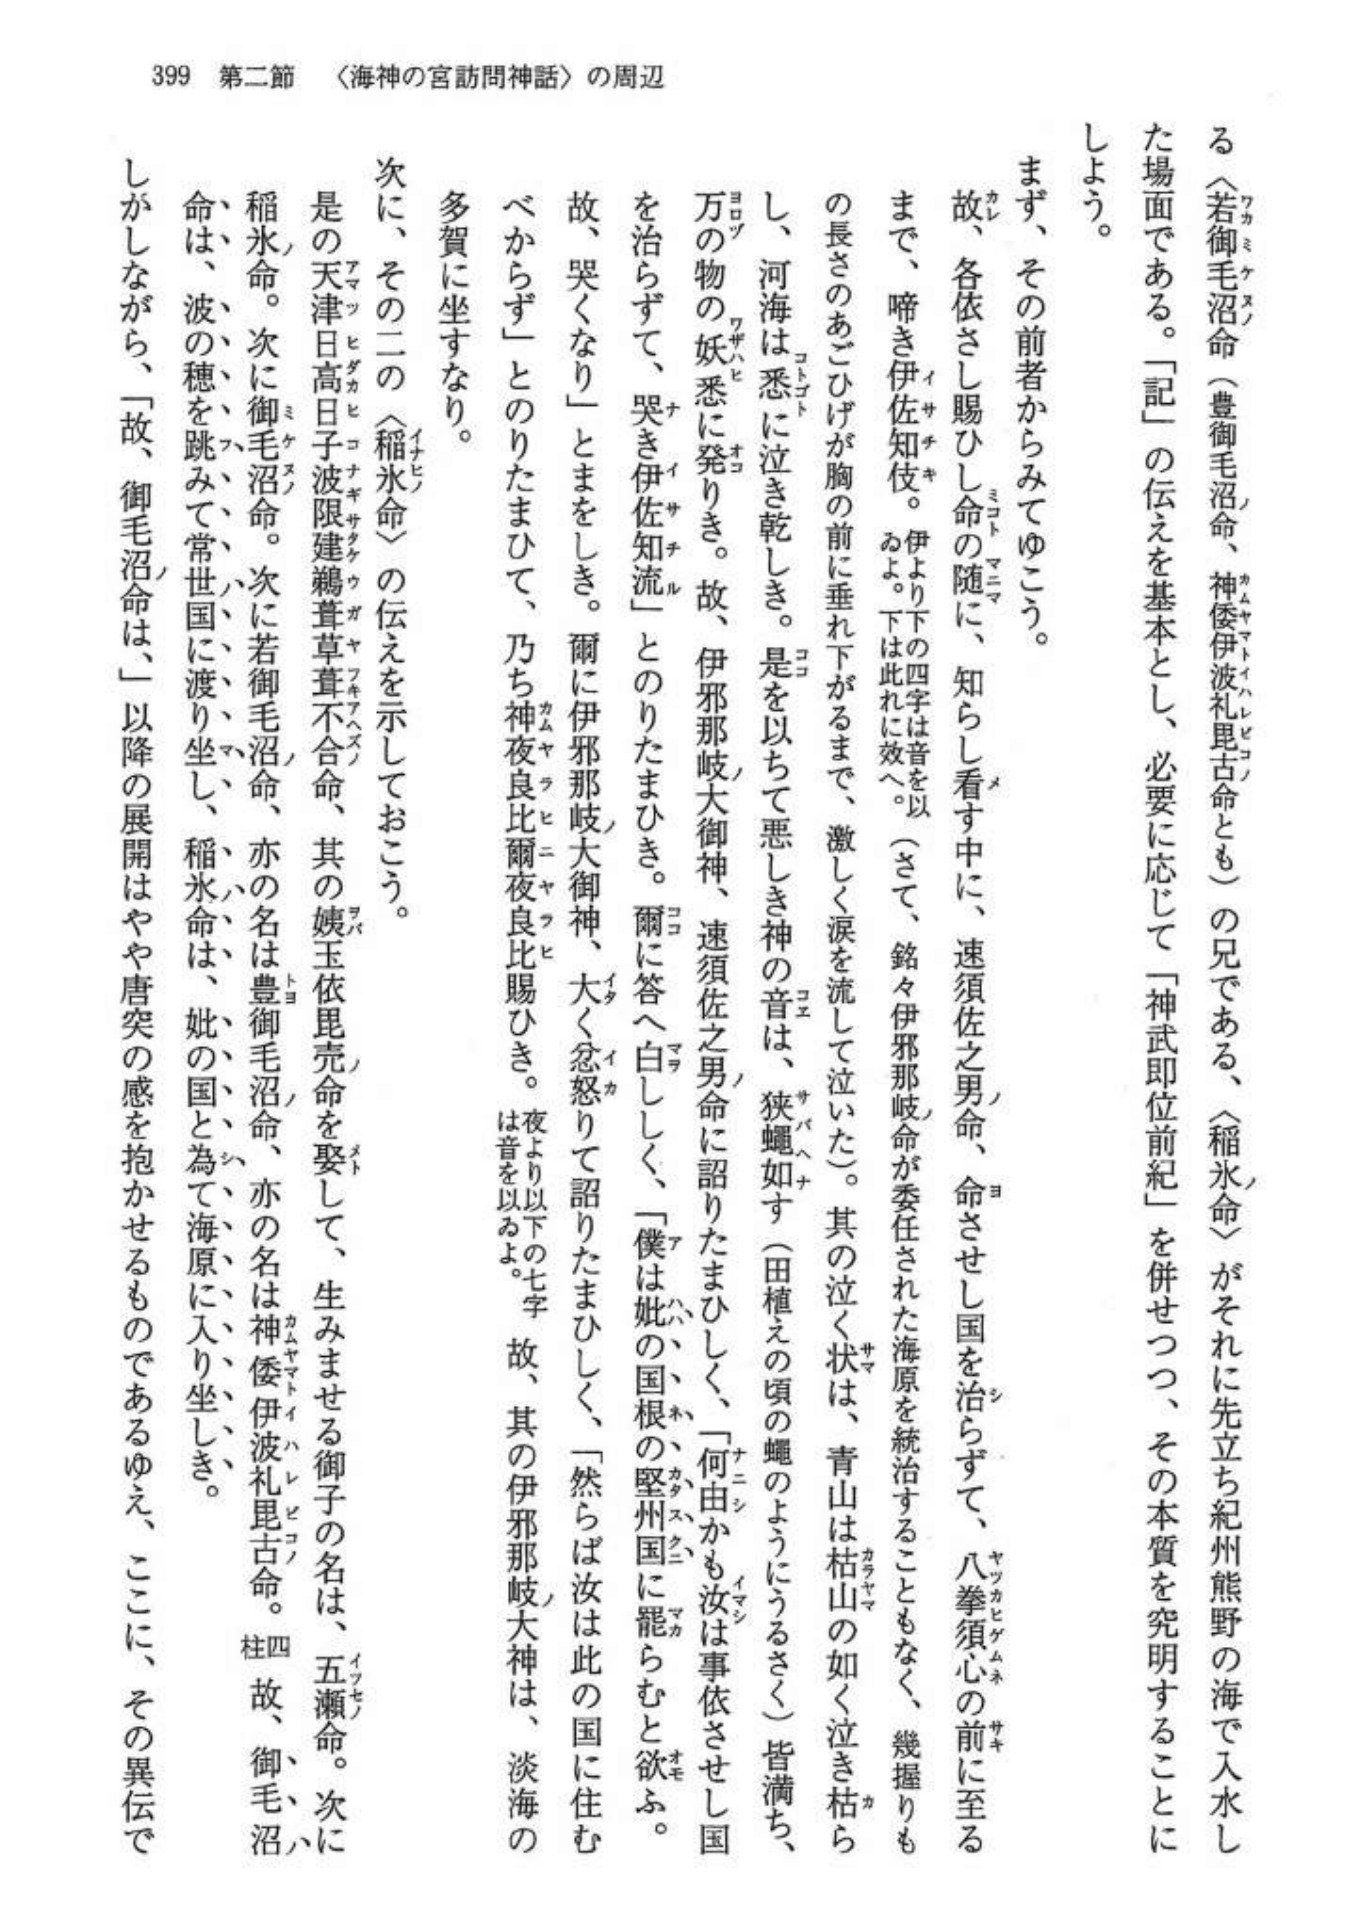 399　第二節　〈海神の宮訪問神話〉の周辺
る〈若御毛沼命（豊御毛沼ノ命、神倭伊波礼毘古命とも）の兄である、〈稲氷ノ命〉がそれに先立ち紀州熊野の海で入水し
た場面である。「記」の伝えを基本とし、必要に応じて「神武即位前紀」を併せつつ、その本質を究明することに
しよう。
まず、その前者からみてゆこう。
故、各依さし賜ひし命の随に、知らし看す中に、速須佐之男ノ命、命させし国を治らずて、八拳須心の前に至る
まで、啼き伊佐知伎。伊より下の四字は音を以ゐよ。下は此れに效へ。（さて、銘々伊邪那岐ノ命が委任された海原を統治することもなく、幾握りも
の長さのあごひげが胸の前に垂れ下がるまで、激しく涙を流して泣いた）。其の泣く状は、青山は枯山の如く泣き枯ら
し、河海は悉に泣き乾しき。是を以ちて悪しき神の音は、狭蠅如す（田植えの頃の蠅のようにうるさく）皆満ち、
万の物の妖悉に発りき。故、伊邪那岐ノ大御神、速須佐之男ノ命に詔りたまひしく、「何由かも汝は事依させし国
を治らずて、哭き伊佐知流」とのりたまひき。爾に答へ白ししく、「僕は妣の国根の堅州国に罷らむと欲ふ。
故、哭くなり」とまをしき。爾に伊邪那岐ノ大御神、大く忿怒りて詔りたまひしく、「然らば汝は此の国に住む
べからず」とのりたまひて、乃ち神夜良比爾夜良比賜ひき。夜より以下の七字は音を以ゐよ。故、其の伊邪那岐ノ大神は、淡海の
多賀に坐すなり。
次に、その二の〈稲氷命〉の伝えを示しておこう。
是の天津日高日子波限建鵜葺草葺不合命、其の姨玉依毘売ノ命を娶して、生みませる御子の名は、五瀬命。次に
稲氷ノ命。次に御毛沼命。次に若御毛沼ノ命、亦の名は豊御毛沼ノ命、亦の名は神倭伊波礼毘古命。四柱 故、御毛沼ノ
命は、波の穂を跳みて常世ノ国に渡り坐し、稲氷ノ命は、妣の国と為て海原に入り坐しき。
しかしながら、「故、御毛沼ノ命は、」以降の展開はやや唐突の感を抱かせるものであるゆえ、ここに、その異伝で